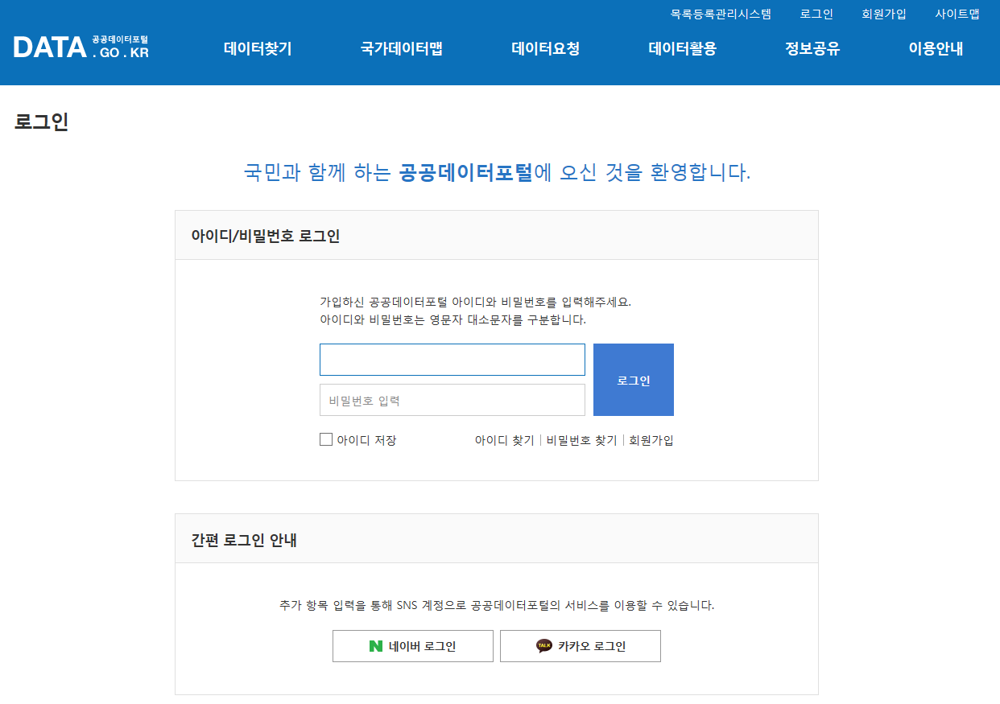 목록등록관리시스템 로그인 회원가입 사이트맵
DATA 공공데이터포털
. GO . KR
데이터찾기 국가데이터맵 데이터요청 데이터활용 정보공유 이용안내
로그인
국민과 함께 하는 공공데이터포털에 오신 것을 환영합니다.
아이디/비밀번호 로그인
가입하신 공공데이터포털 아이디와 비밀번호를 입력해주세요.
아이디와 비밀번호는 영문자 대소문자를 구분합니다.
로그인
비밀번호 입력
아이디 저장 아이디 찾기 | 비밀번호 찾기 | 회원가입
간편 로그인 안내
추가 항목 입력을 통해 SNS 계정으로 공공데이터포털의 서비스를 이용할 수 있습니다.
N 네이버 로그인 TALK 카카오 로그인